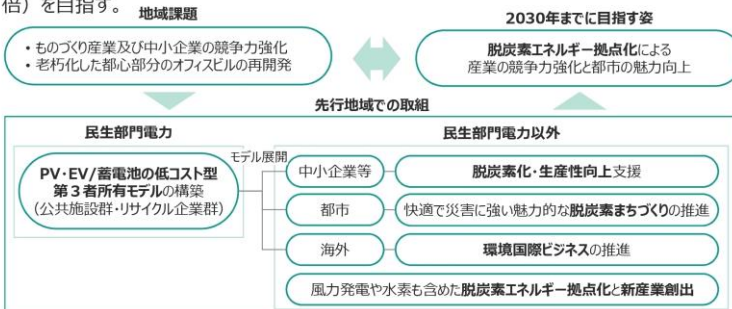 倍）を目指す。
地域課題
・ものづくり産業及び中小企業の競争力強化
・老朽化した都心部分のオフィスビルの再開発
2030年までに目指す姿
脱炭素エネルギー拠点化による
産業の競争力強化と都市の魅力向上
先行地域での取組
民生部門電力
PV・EV/蓄電池の低コスト型
第３者所有モデルの構築
（公共施設群・リサイクル企業群）
モデル展開
民生部門電力以外
中小企業等
脱炭素化・生産性向上支援
都市
快適で災害に強い魅力的な脱炭素まちづくりの推進
海外
環境国際ビジネスの推進
風力発電や水素も含めた脱炭素エネルギー拠点化と新産業創出